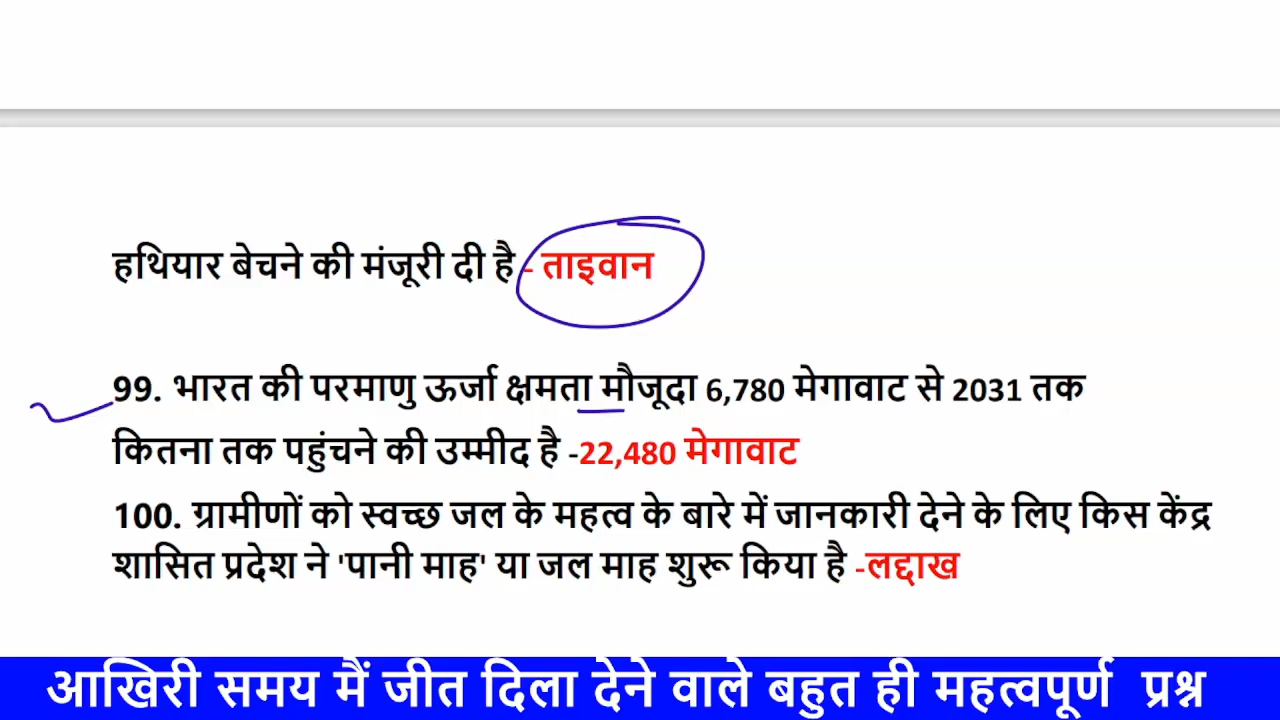 हथियार बेचने की मंजूरी दी है - ताइवान
99. भारत की परमाणु ऊर्जा क्षमता मौजूदा 6,780 मेगावाट से 2031 तक
कितना तक पहुंचने की उम्मीद है -22,480 मेगावाट
100. ग्रामीणों को स्वच्छ जल के महत्व के बारे में जानकारी देने के लिए किस केंद्र
शासित प्रदेश ने 'पानी माह' या जल माह शुरू किया है -लद्दाख
आखिरी समय मैं जीत दिला देने वाले बहुत ही महत्वपूर्ण प्रश्न